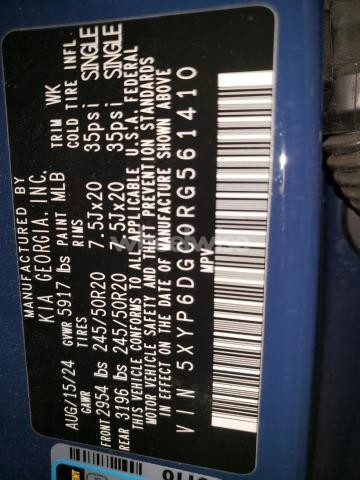 MANUFACTURED BY
KIA GEORGIA, INC.
AUG/15/24 GVWR 5917 lbs PAINT MLB TRIM WK
GAWR RIMS COLD TIRE INFL
FRONT 2954 lbs 245/50R20 7.5Jx20 35psi SINGLE
REAR 3196 lbs 245/50R20 7.5Jx20 35psi SINGLE
THIS VEHICLE CONFORMS TO ALL APPLICABLE U.S.A. FEDERAL
MOTOR VEHICLE SAFETY AND THEFT PREVENTION STANDARDS
IN EFFECT ON THE DATE OF MANUFACTURE SHOWN ABOVE.
MPV